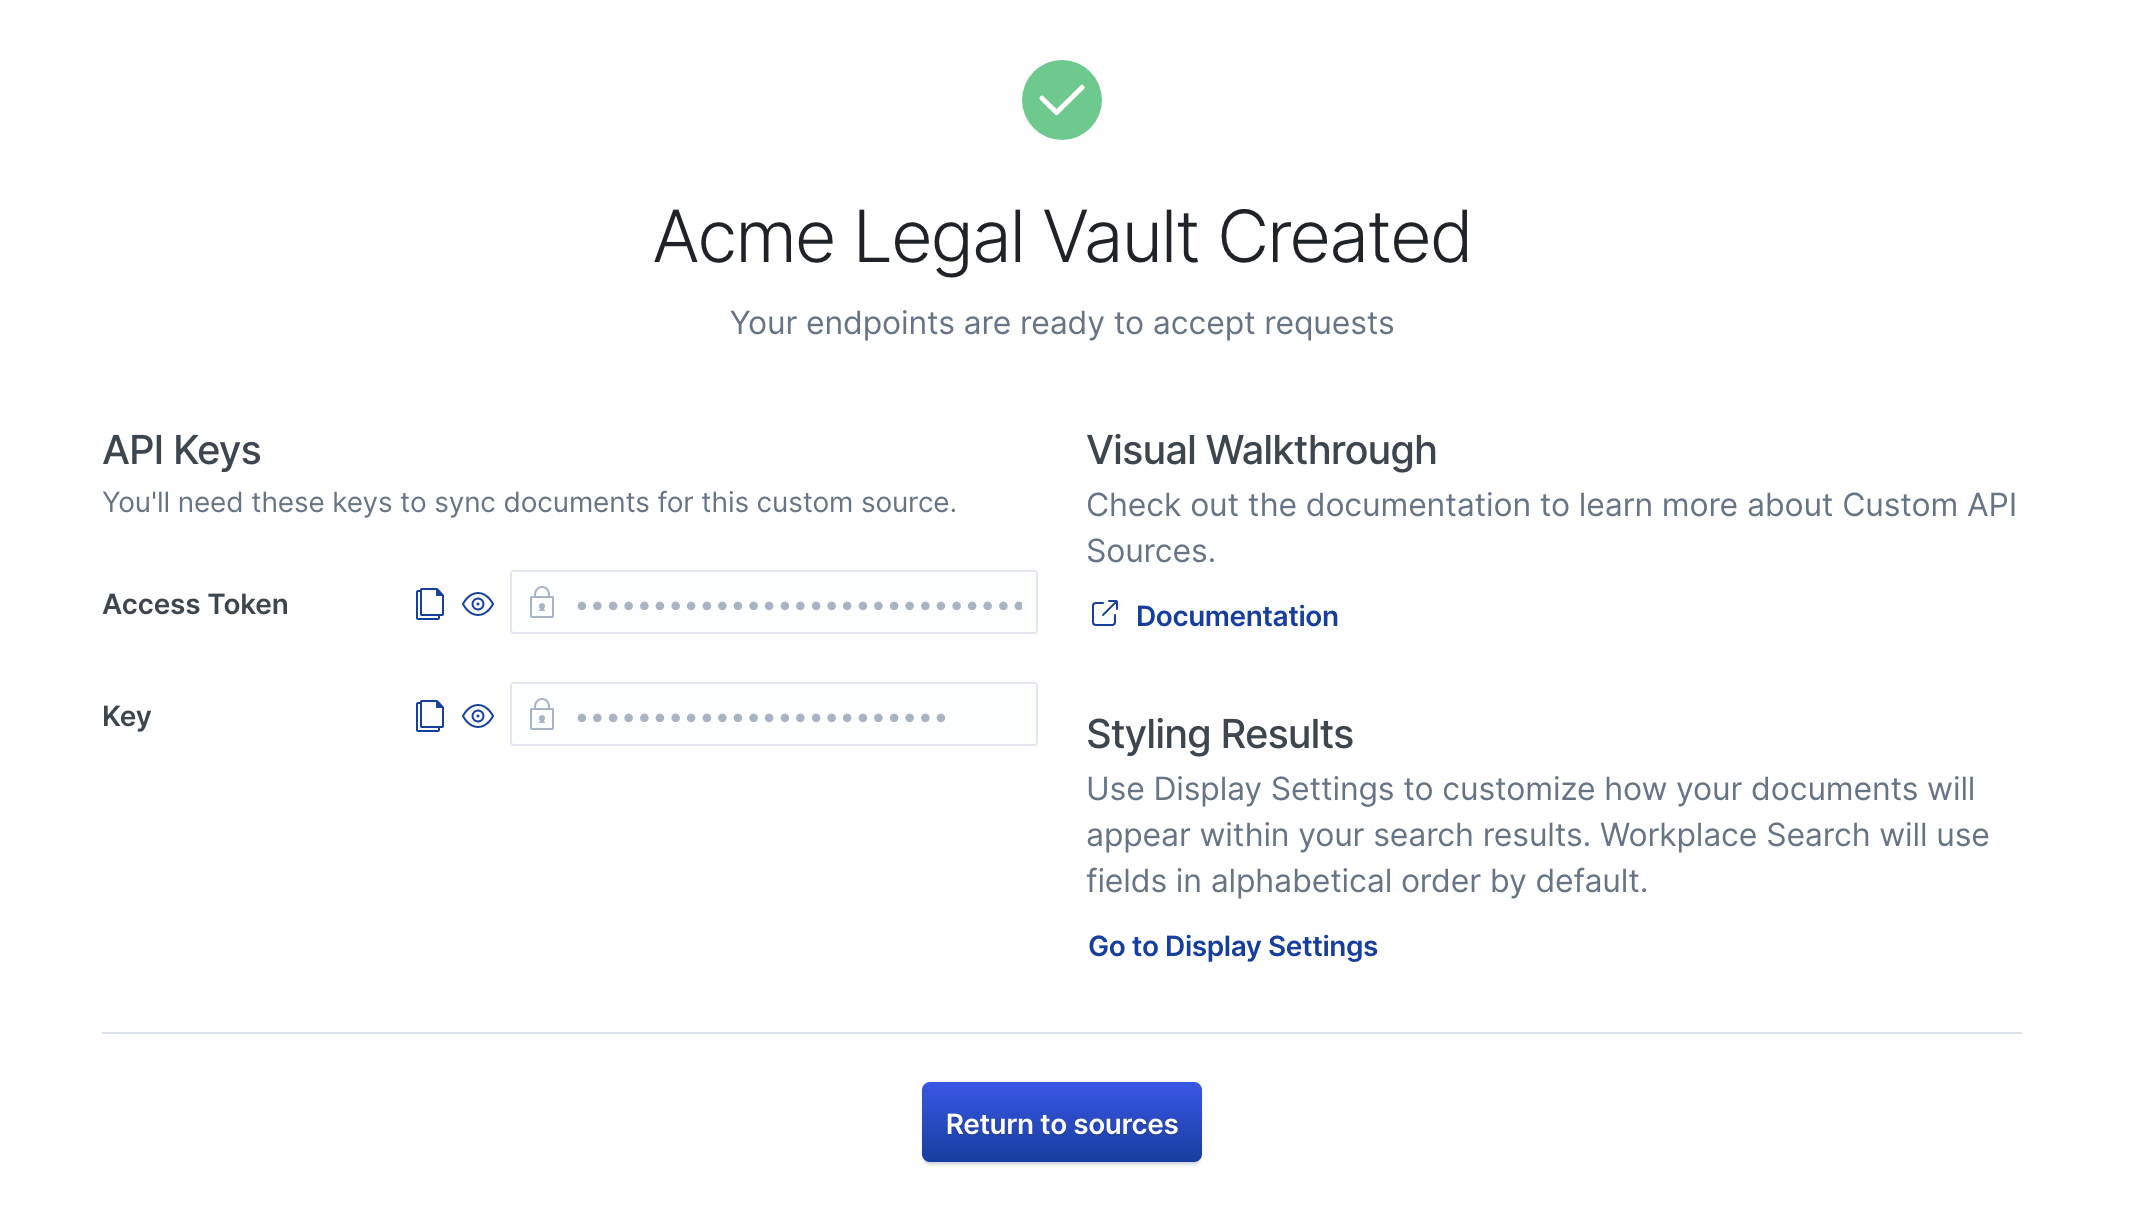 Acme Legal Vault Created
Your endpoints are ready to accept requests
API Keys
You'll need these keys to sync documents for this custom source.
Access Token
Key
Visual Walkthrough
Check out the documentation to learn more about Custom API
Sources.
Documentation
Styling Results
Use Display Settings to customize how your documents will
appear within your search results. Workplace Search will use
fields in alphabetical order by default.
Go to Display Settings
Return to sources